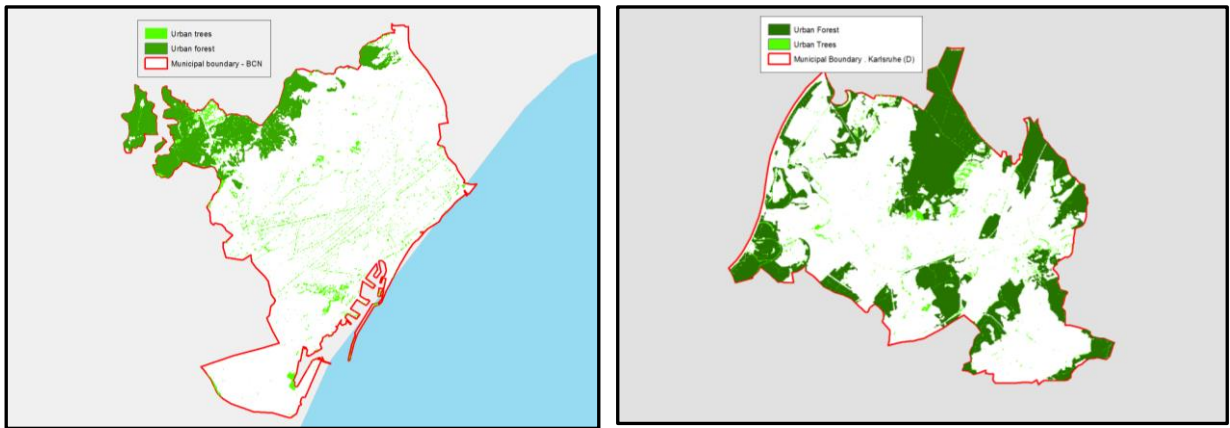 Urban trees
Urban forest
Municipal boundary - BCN
Urban Forest
Urban Trees
Municipal Boundary . Karlsruhe (D)